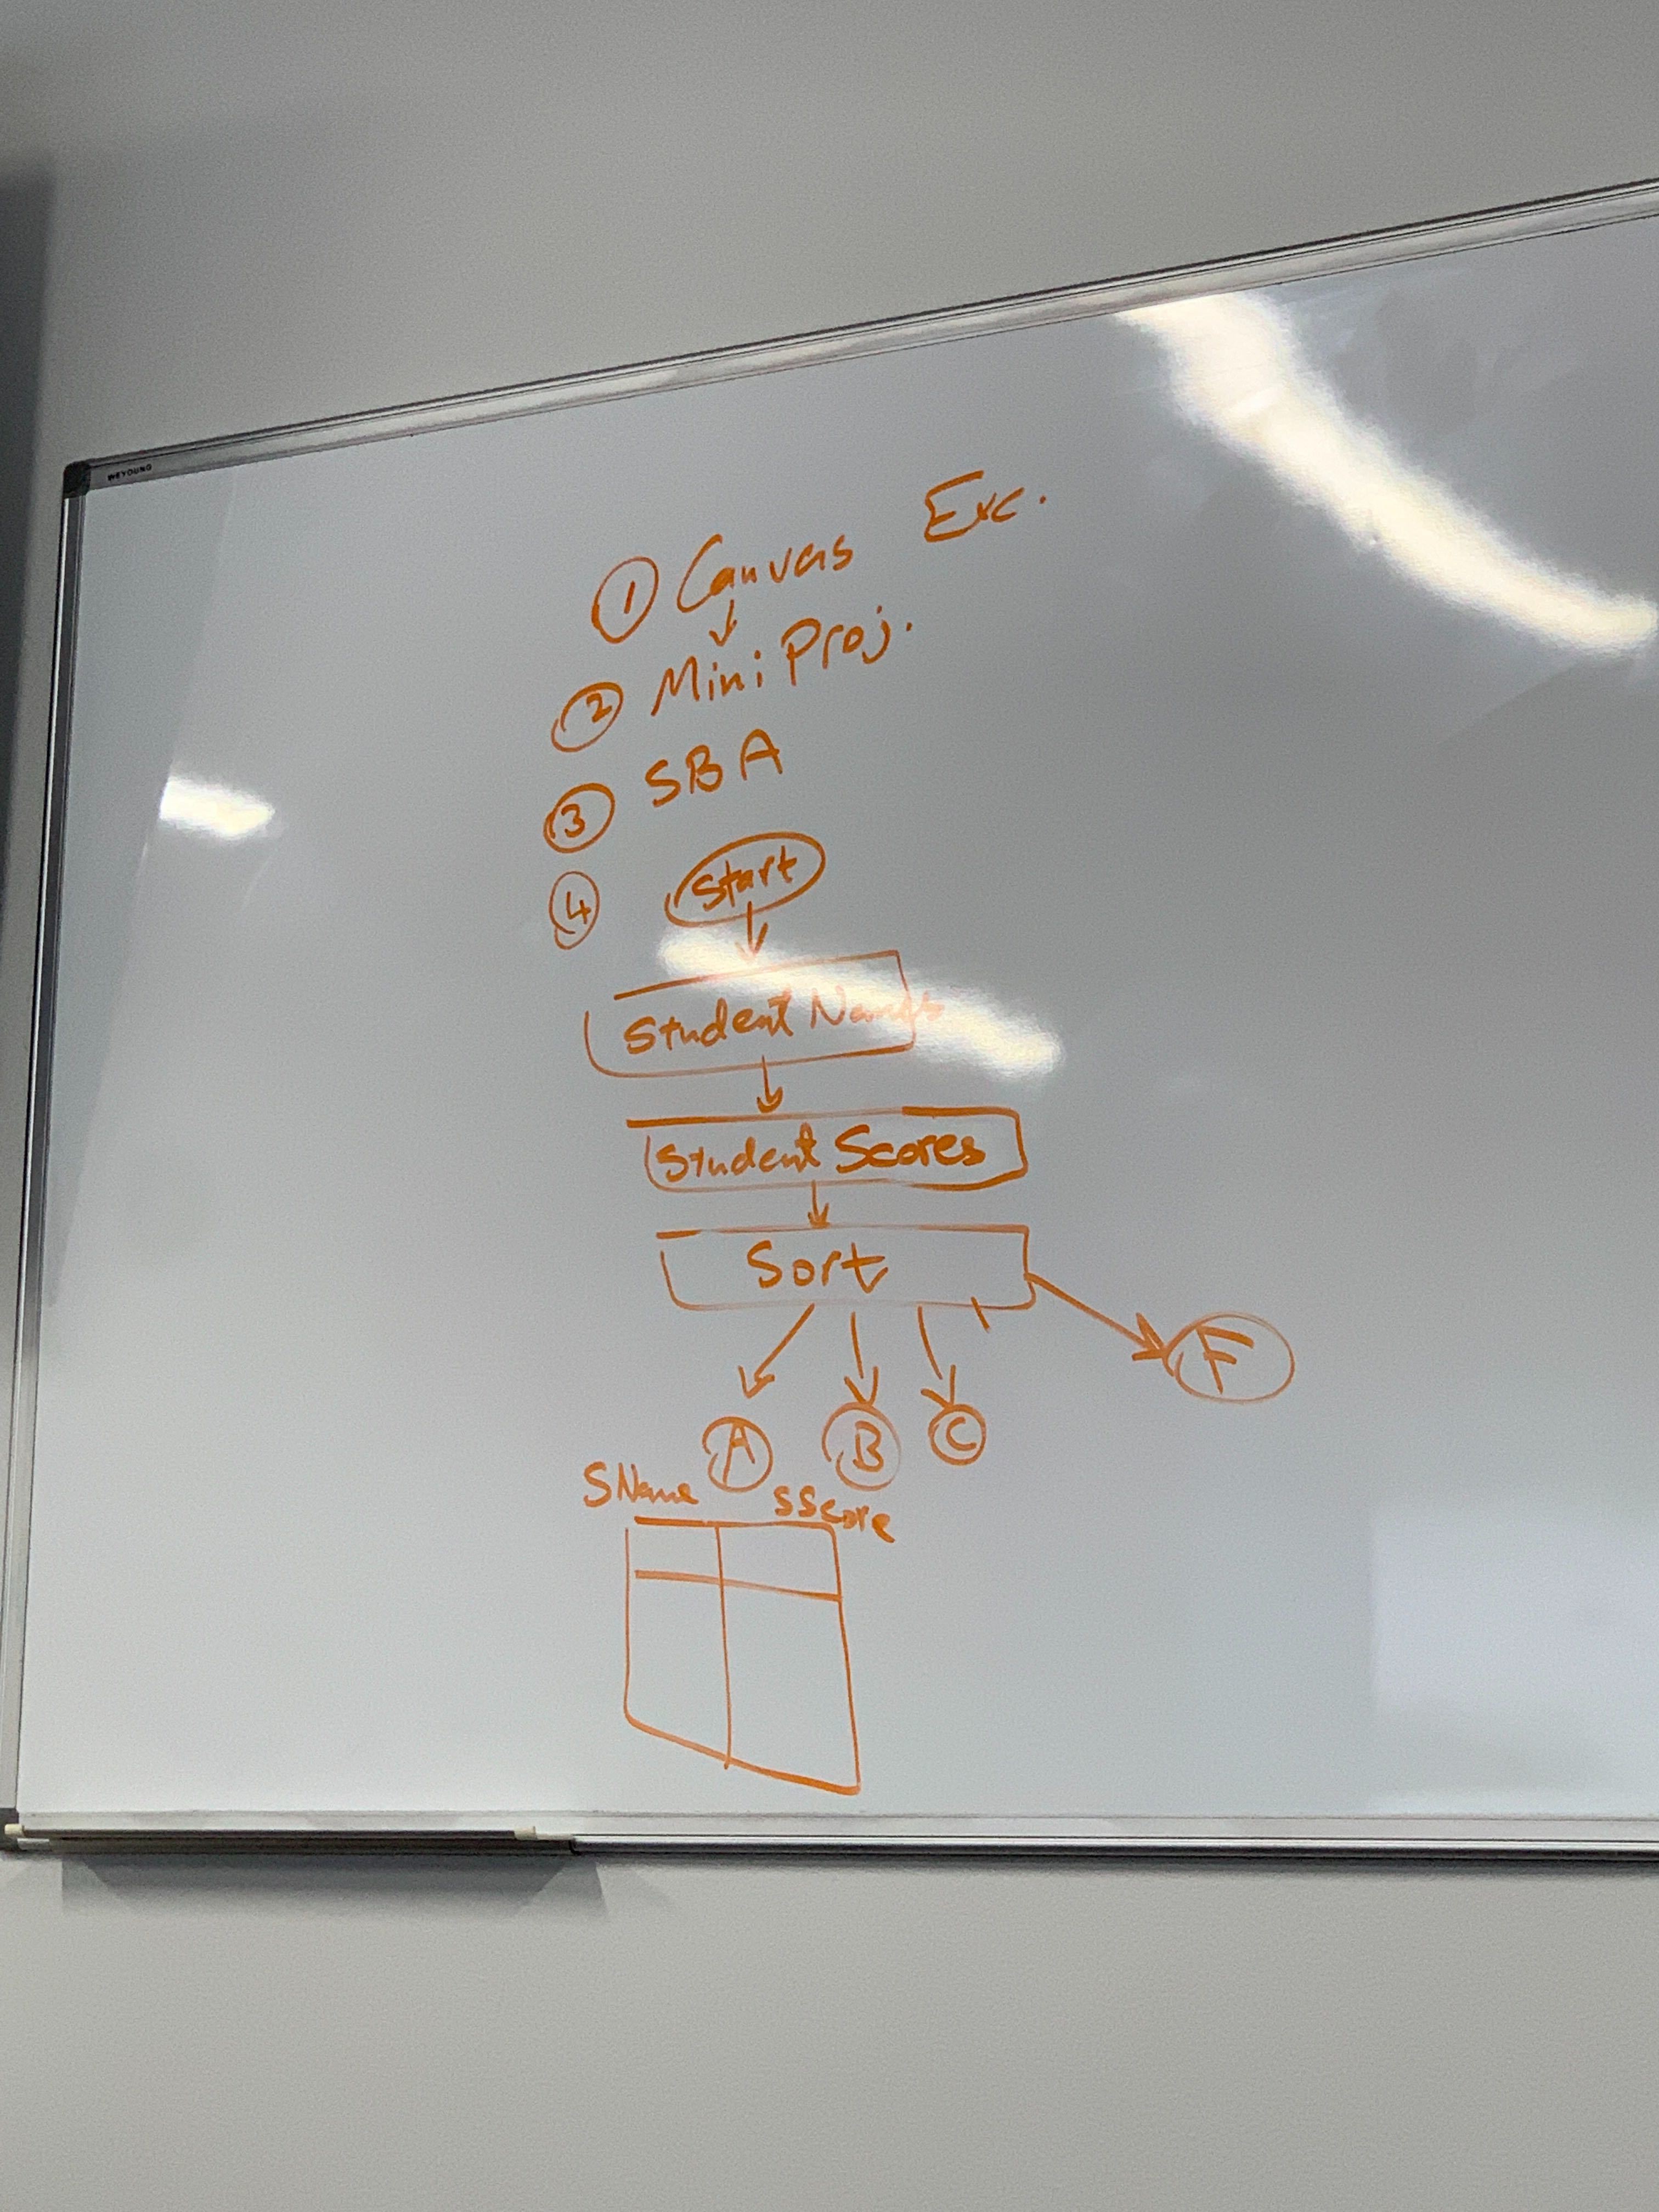 WEYOUNG
① Canvas Exc.
② Mini Proj.
③ SBA
④ Start
Student Names
Student Scores
Sort
F
A B C
SName SScore